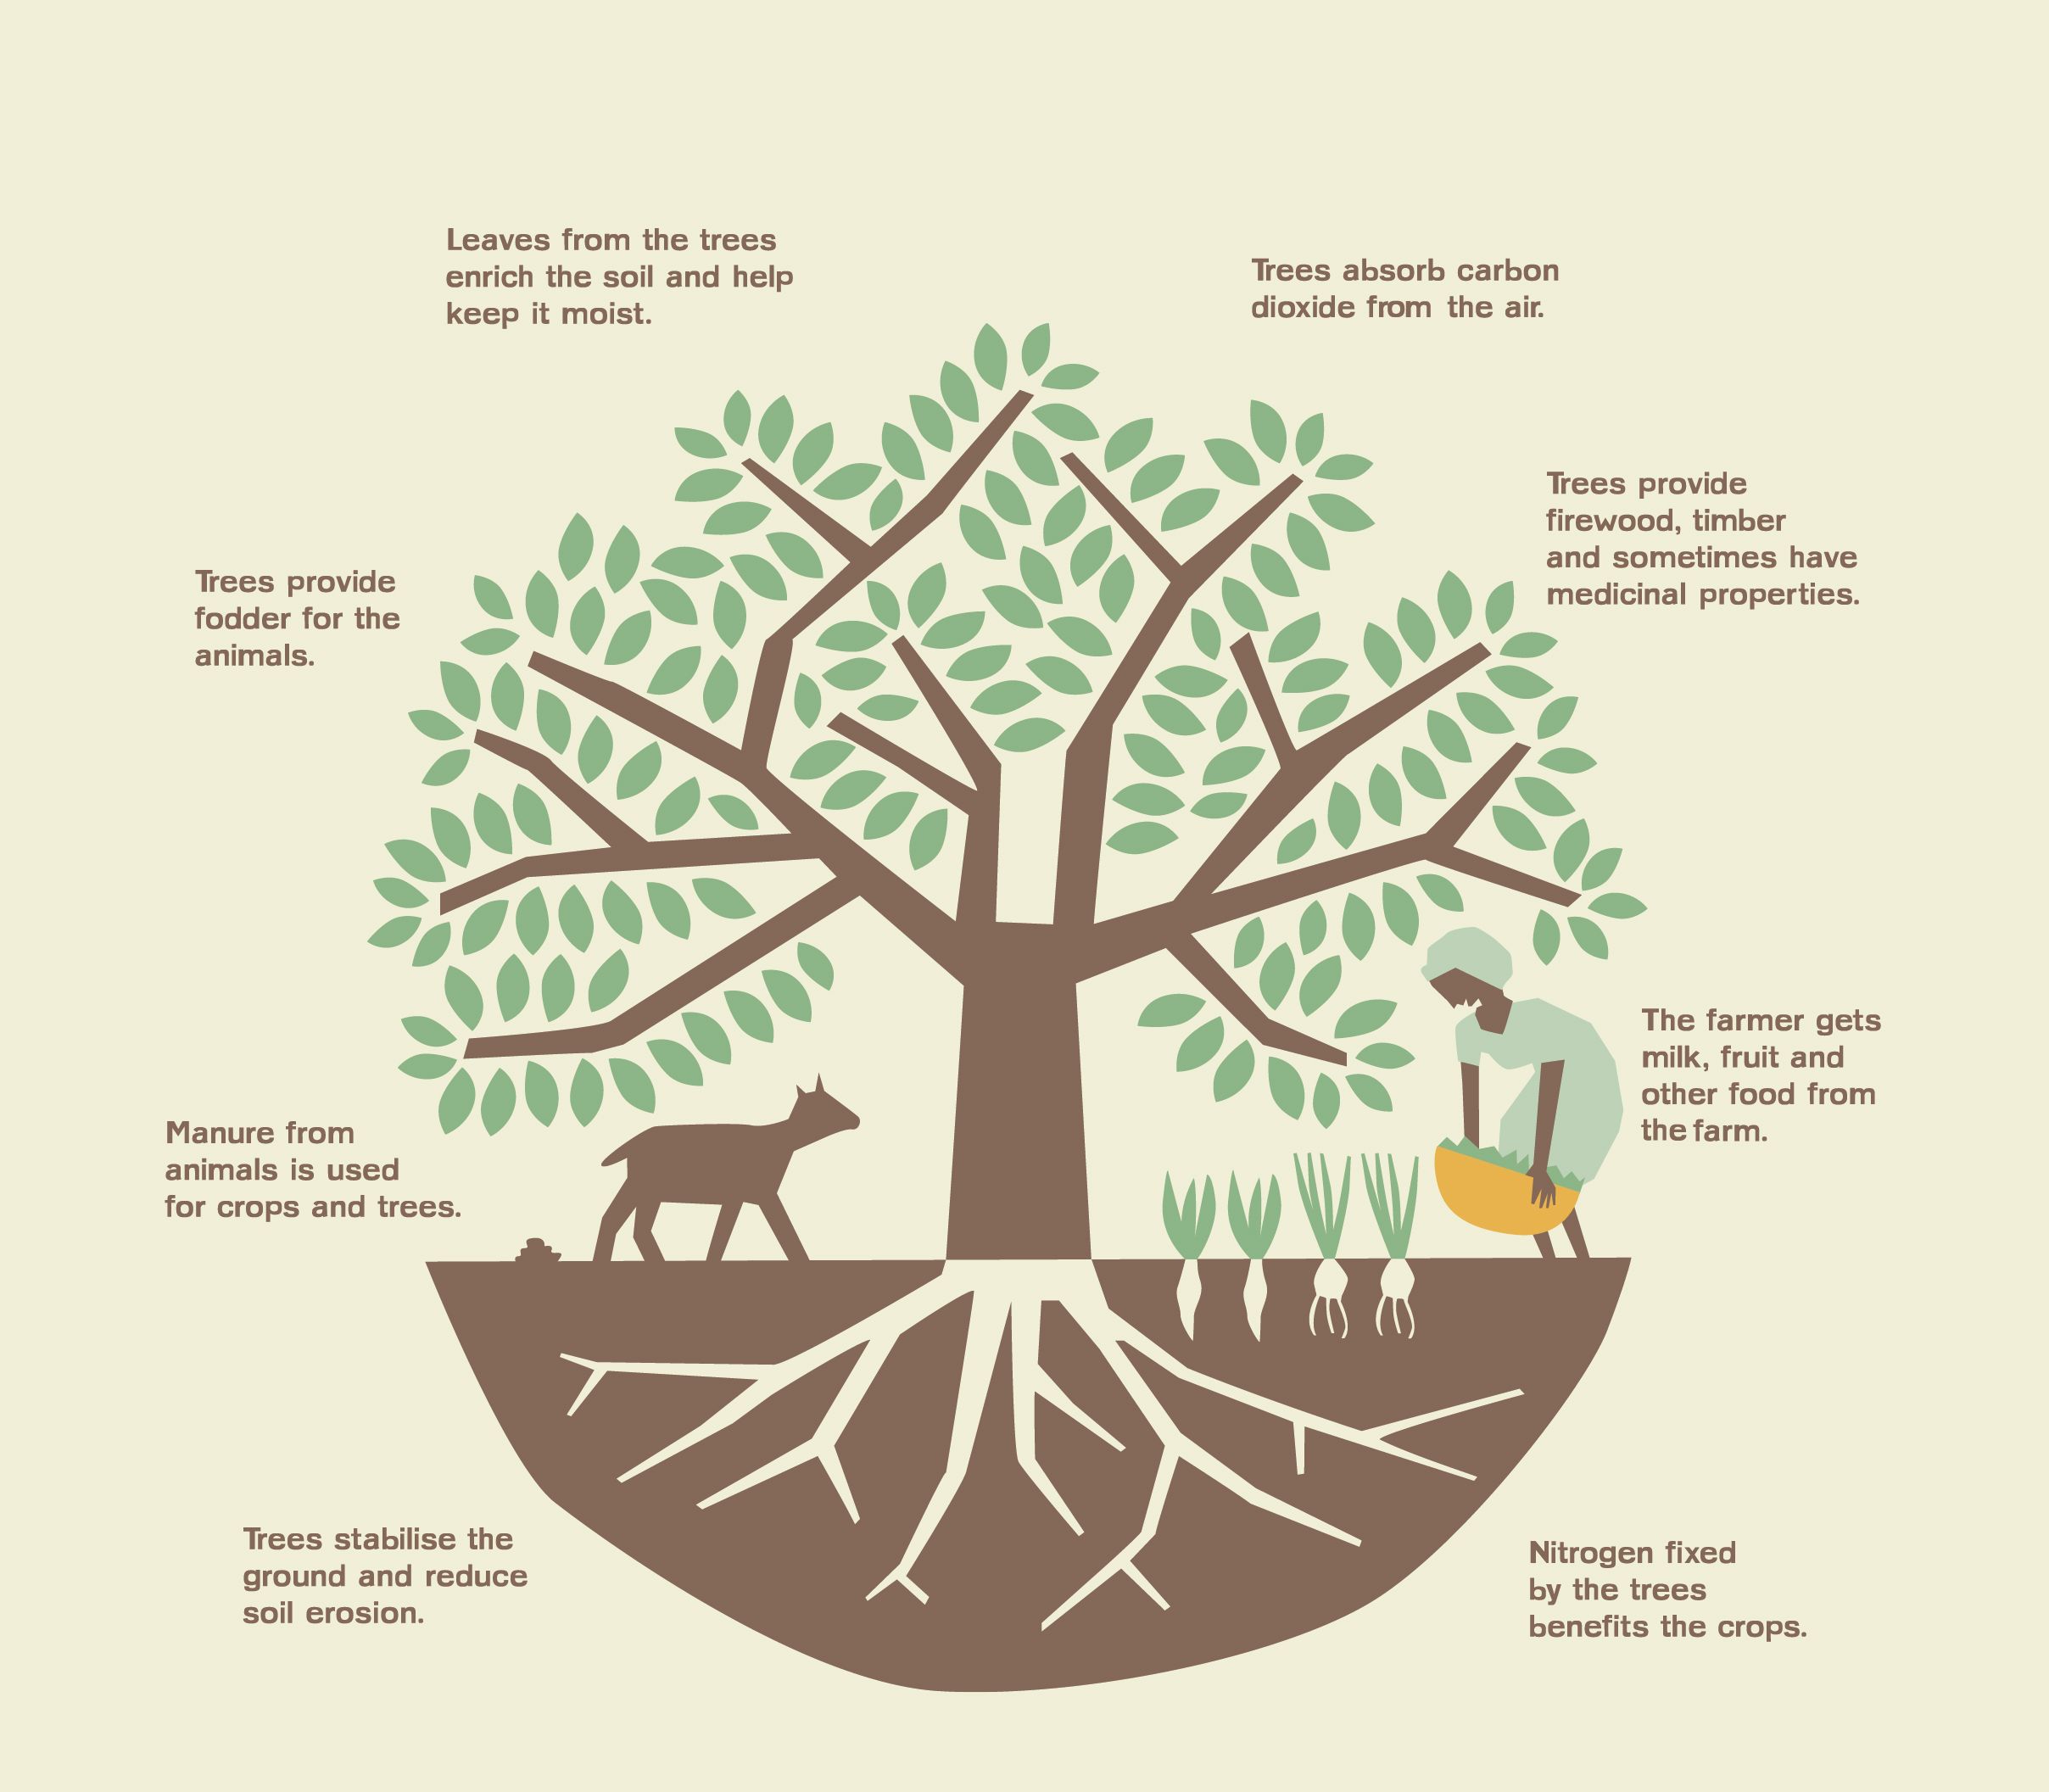 Leaves from the trees
enrich the soil and help
keep it moist.
Trees absorb carbon
dioxide from the air.
Trees provide
firewood, timber
and sometimes have
medicinal properties.
Trees provide
fodder for the
animals.
The farmer gets
milk, fruit and
other food from
the farm.
Manure from
animals is used
for crops and trees.
Trees stabilise the
ground and reduce
soil erosion.
Nitrogen fixed
by the trees
benefits the crops.